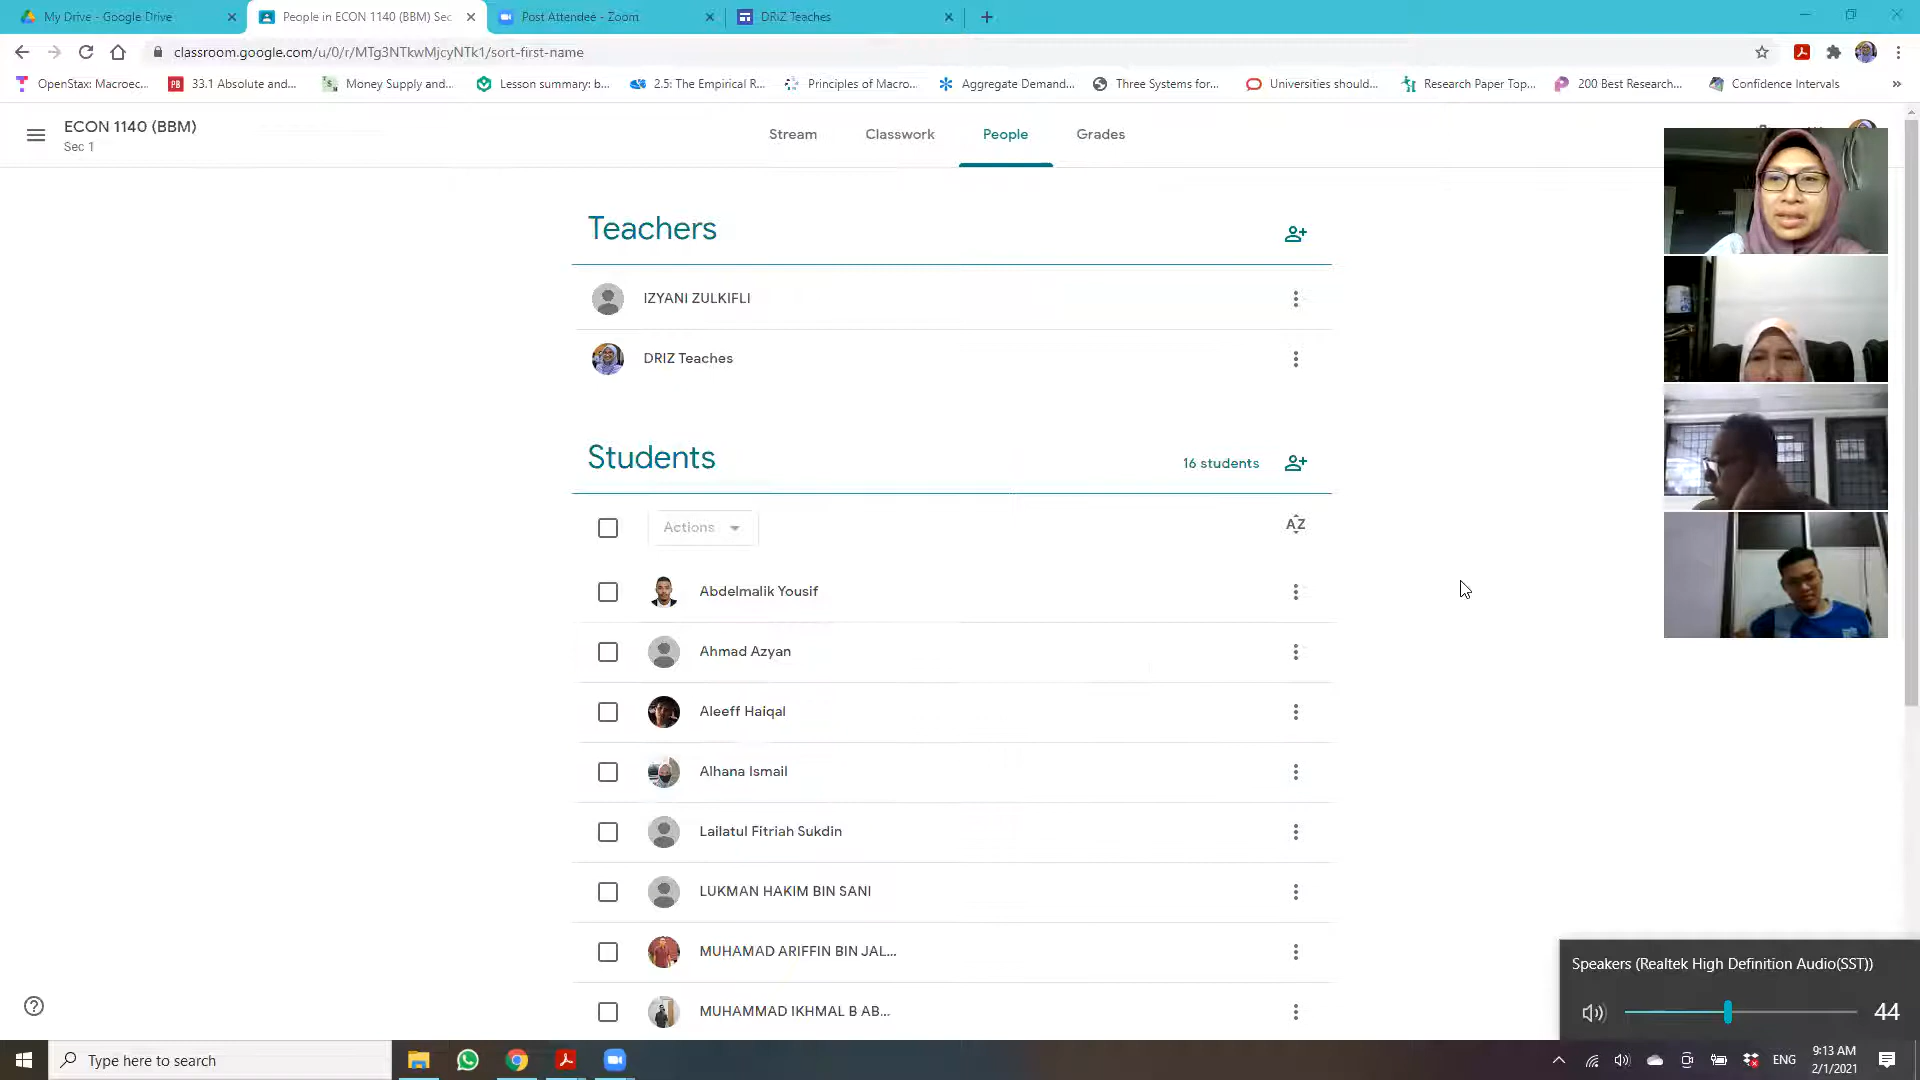 My Drive - Google Drive
People in ECON 1140 (BBM) Sec
Post Attendee - Zoom
DRiZ Teaches
classroom.google.com/u/0/r/MTg3NTkwMjcyNTk1/sort-first-name
OpenStax: Macroec...
33.1 Absolute and...
Money Supply and...
Lesson summary: b...
2.5: The Empirical R...
Principles of Macro...
Aggregate Demand...
Three Systems for...
Universities should...
Research Paper Top...
200 Best Research...
Confidence Intervals
ECON 1140 (BBM)
Sec 1
Stream
Classwork
People
Grades
Teachers
IZYANI ZULKIFLI
DRIZ Teaches
Students
16 students
Actions
AZ
Abdelmalik Yousif
Ahmad Azyan
Aleeff Haiqal
Alhana Ismail
Lailatul Fitriah Sukdin
LUKMAN HAKIM BIN SANI
MUHAMAD ARIFFIN BIN JAL...
MUHAMMAD IKHMAL B AB...
Speakers (Realtek High Definition Audio(SST))
44
Type here to search
ENG
9:13 AM
2/1/2021